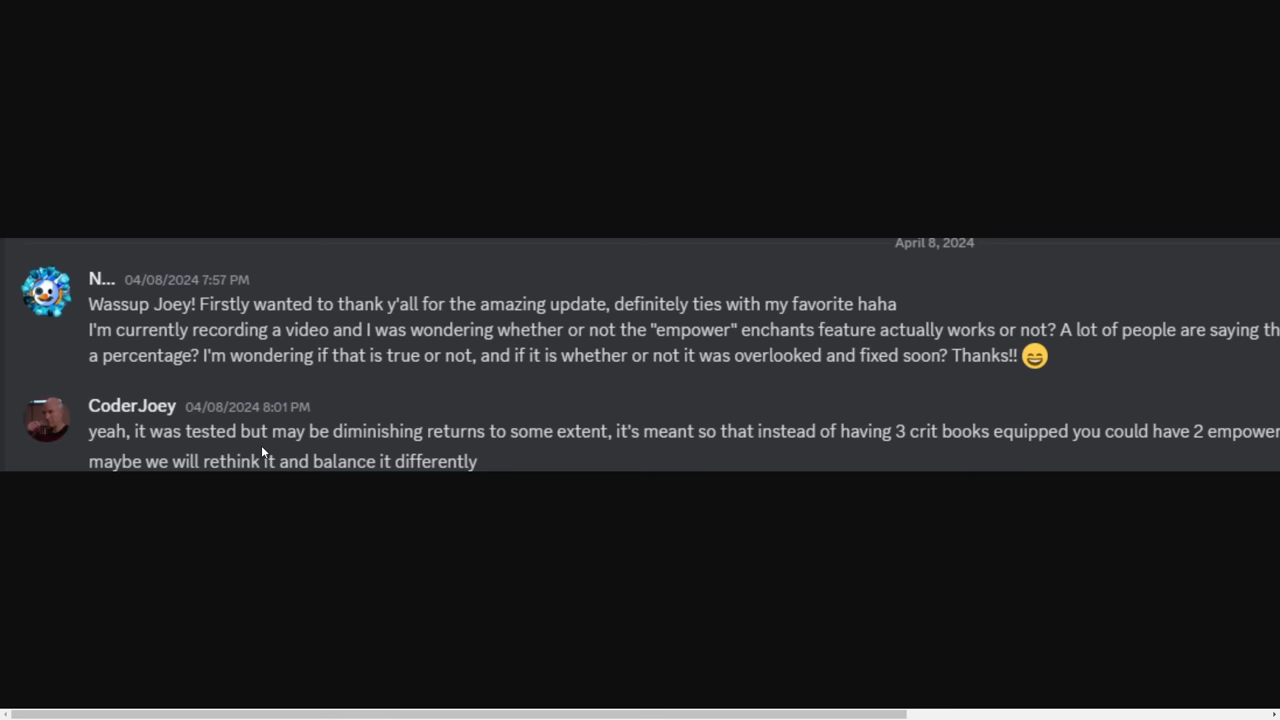 April 8, 2024
N... 04/08/2024 7:57 PM
Wassup Joey! Firstly wanted to thank y'all for the amazing update, definitely ties with my favorite haha
I'm currently recording a video and I was wondering whether or not the "empower" enchants feature actually works or not? A lot of people are saying th
a percentage? I'm wondering if that is true or not, and if it is whether or not it was overlooked and fixed soon? Thanks!! 😄
CoderJoey 04/08/2024 8:01 PM
yeah, it was tested but may be diminishing returns to some extent, it's meant so that instead of having 3 crit books equipped you could have 2 empower
maybe we will rethink it and balance it differently